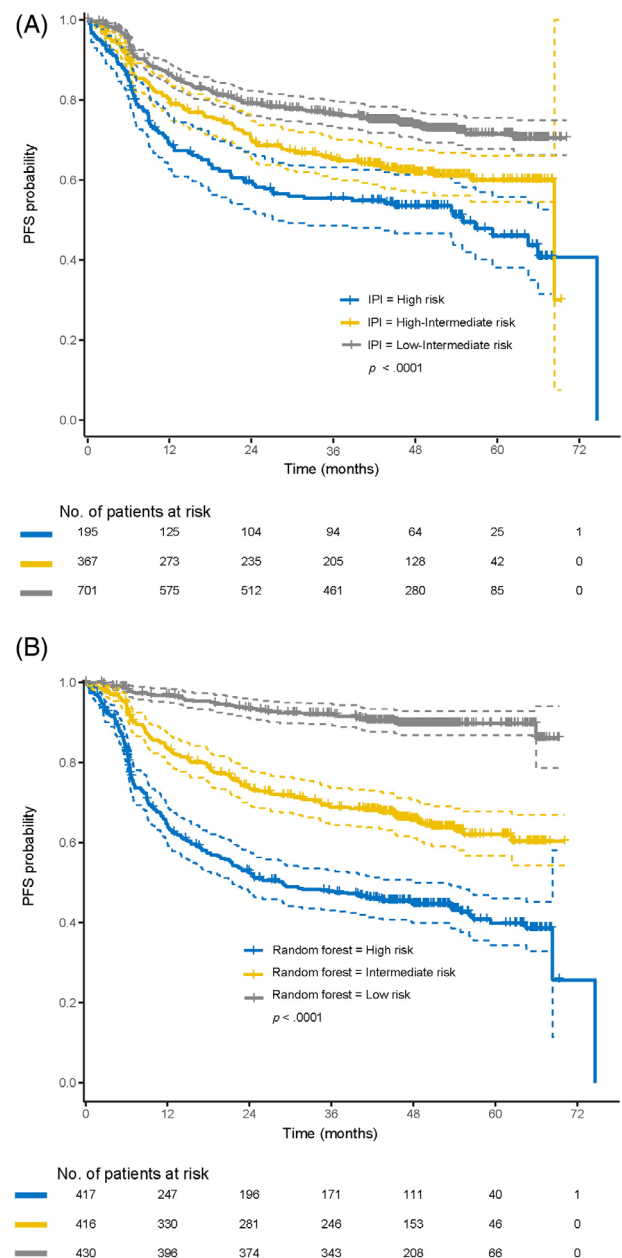 (A)
1.0
0.8
0.6
0.4
0.2
0.0
PFS probability
IPI = High risk
IPI = High-Intermediate risk
IPI = Low-Intermediate risk
p < .0001
0 12 24 36 48 60 72
Time (months)
No. of patients at risk
195 125 104 94 64 25 1
367 273 235 205 128 42 0
701 575 512 461 280 85 0
(B)
1.0
0.8
0.6
0.4
0.2
0.0
PFS probability
Random forest = High risk
Random forest = Intermediate risk
Random forest = Low risk
p < .0001
0 12 24 36 48 60 72
Time (months)
No. of patients at risk
417 247 196 171 111 40 1
416 330 281 246 153 46 0
430 396 374 343 208 66 0